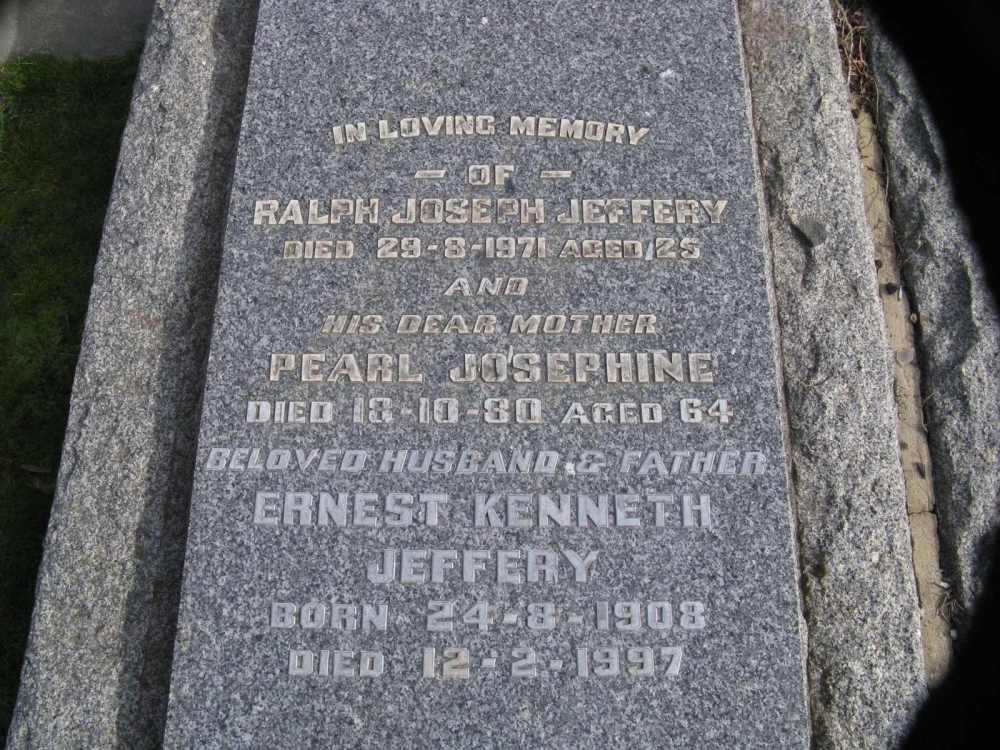 IN LOVING MEMORY
- OF -
RALPH JOSEPH JEFFERY
DIED 29-8-1971 AGED 25
AND
HIS DEAR MOTHER
PEARL JOSEPHINE
DIED 18-10-80 AGED 64
BELOVED HUSBAND & FATHER
ERNEST KENNETH
JEFFERY
BORN 24-8-1908
DIED 12-2-1997